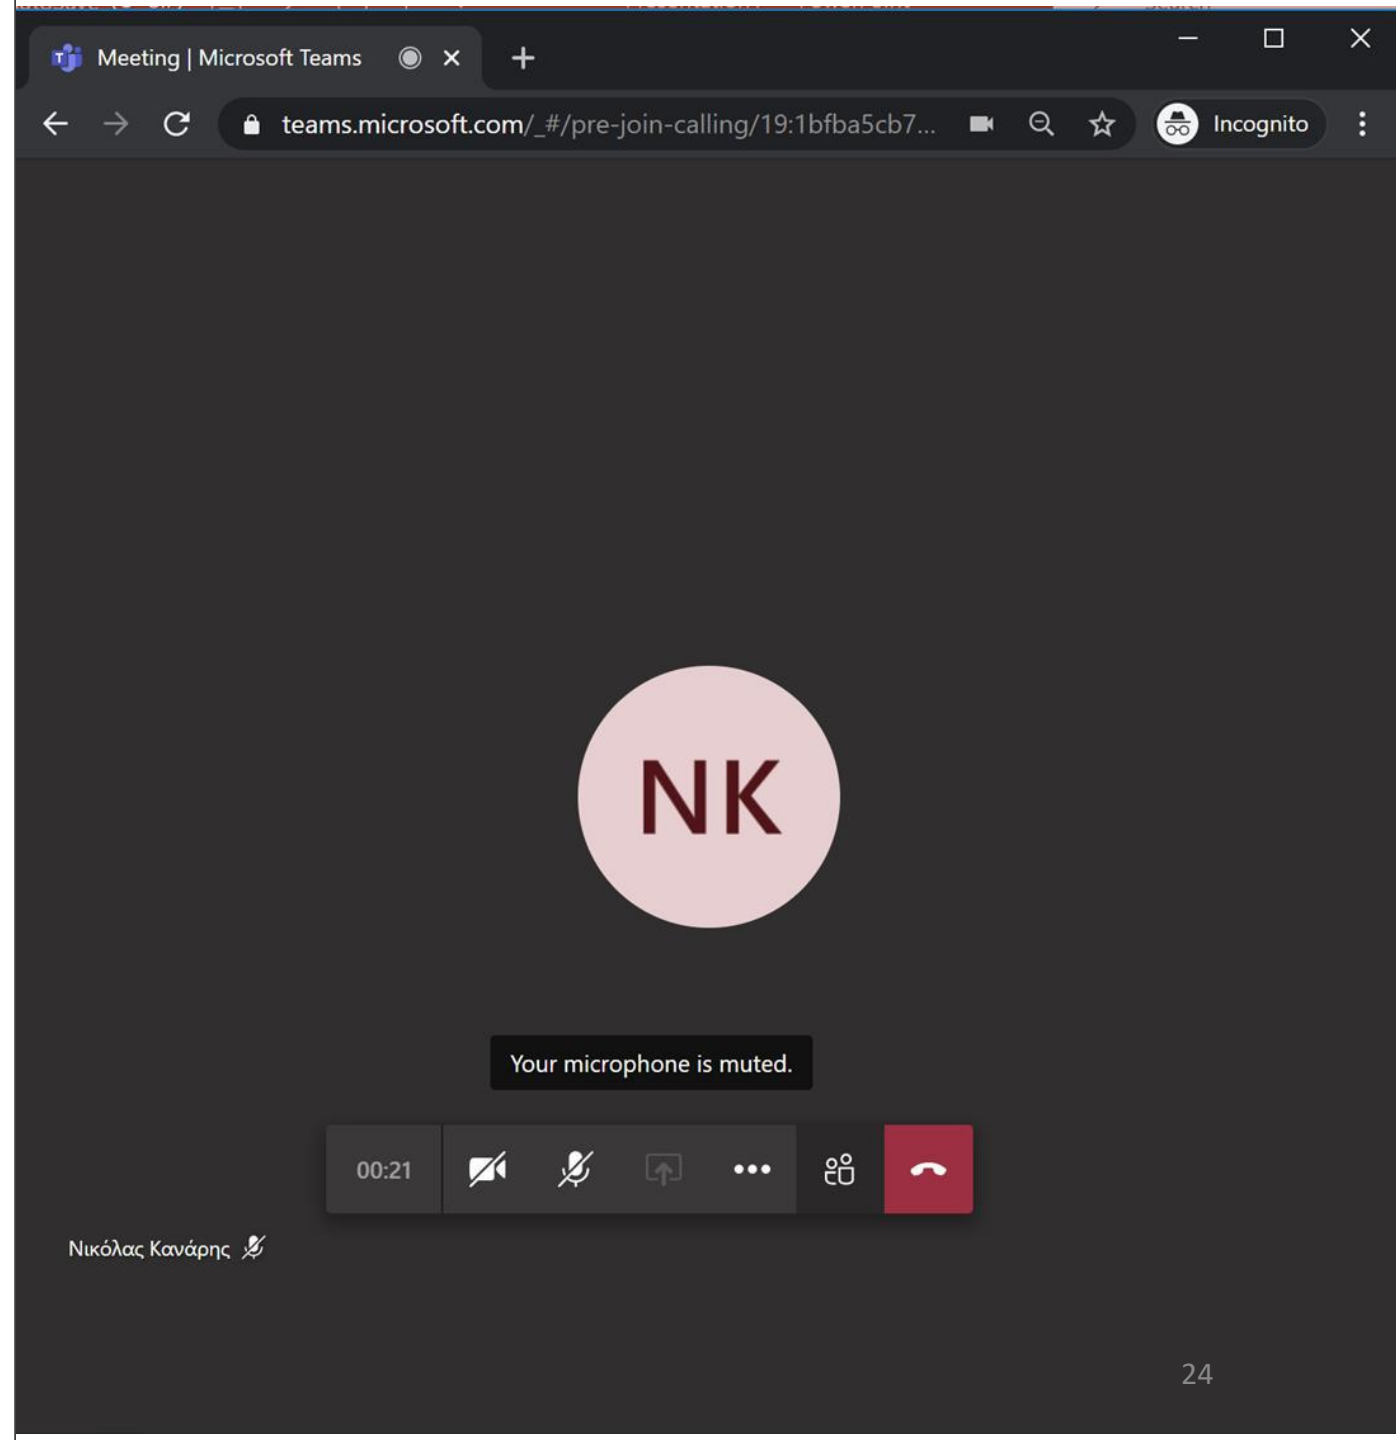 Meeting | Microsoft Teams
teams.microsoft.com/_#/pre-join-calling/19:1bfba5cb7...
Incognito
NK
Your microphone is muted.
00:21
Νικόλας Κανάρης
24